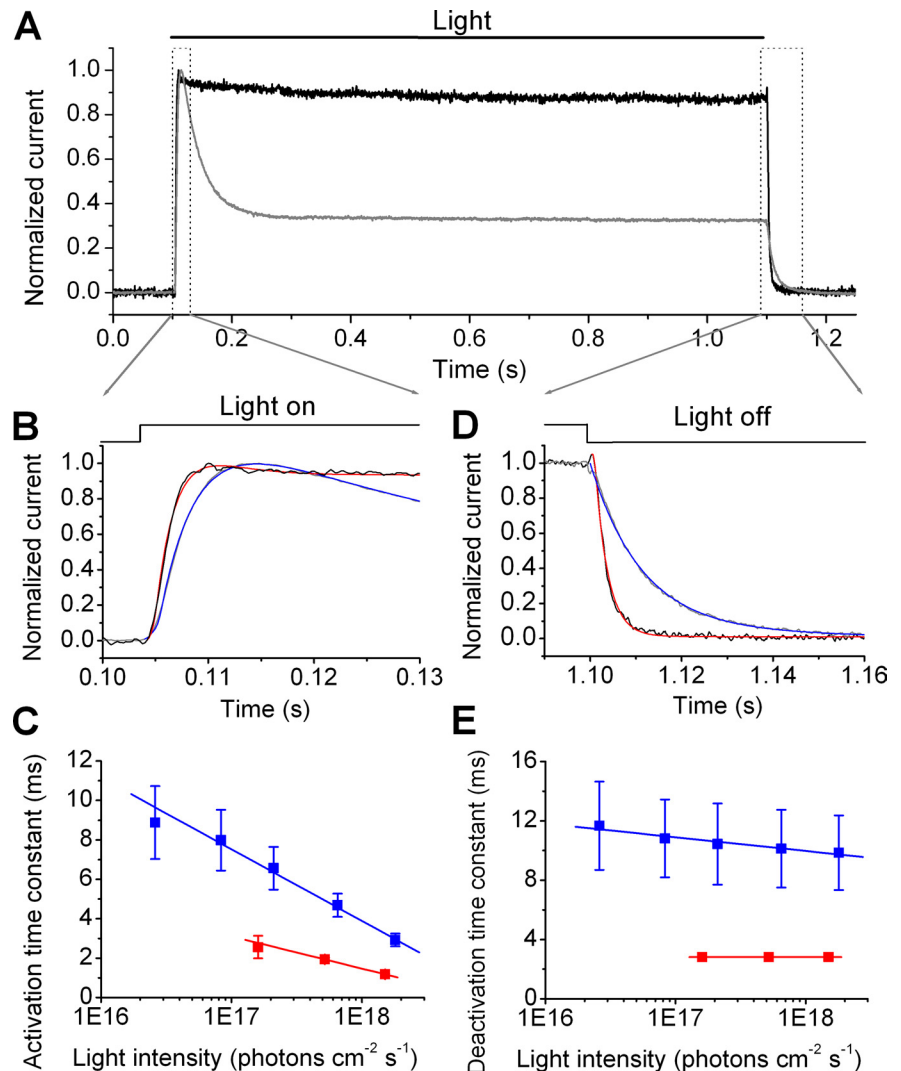 A
Light
Normalized current
1.0
0.8
0.6
0.4
0.2
0.0
0.0 0.2 0.4 0.6 0.8 1.0 1.2
Time (s)
B
Light on
Normalized current
1.0
0.8
0.6
0.4
0.2
0.0
0.10 0.11 0.12 0.13
Time (s)
D
Light off
Normalized current
1.0
0.8
0.6
0.4
0.2
0.0
1.10 1.12 1.14 1.16
Time (s)
C
Activation time constant (ms)
12
10
8
6
4
2
0
1E16 1E17 1E18
Light intensity (photons cm⁻² s⁻¹)
E
Deactivation time constant (ms)
16
12
8
4
0
1E16 1E17 1E18
Light intensity (photons cm⁻² s⁻¹)